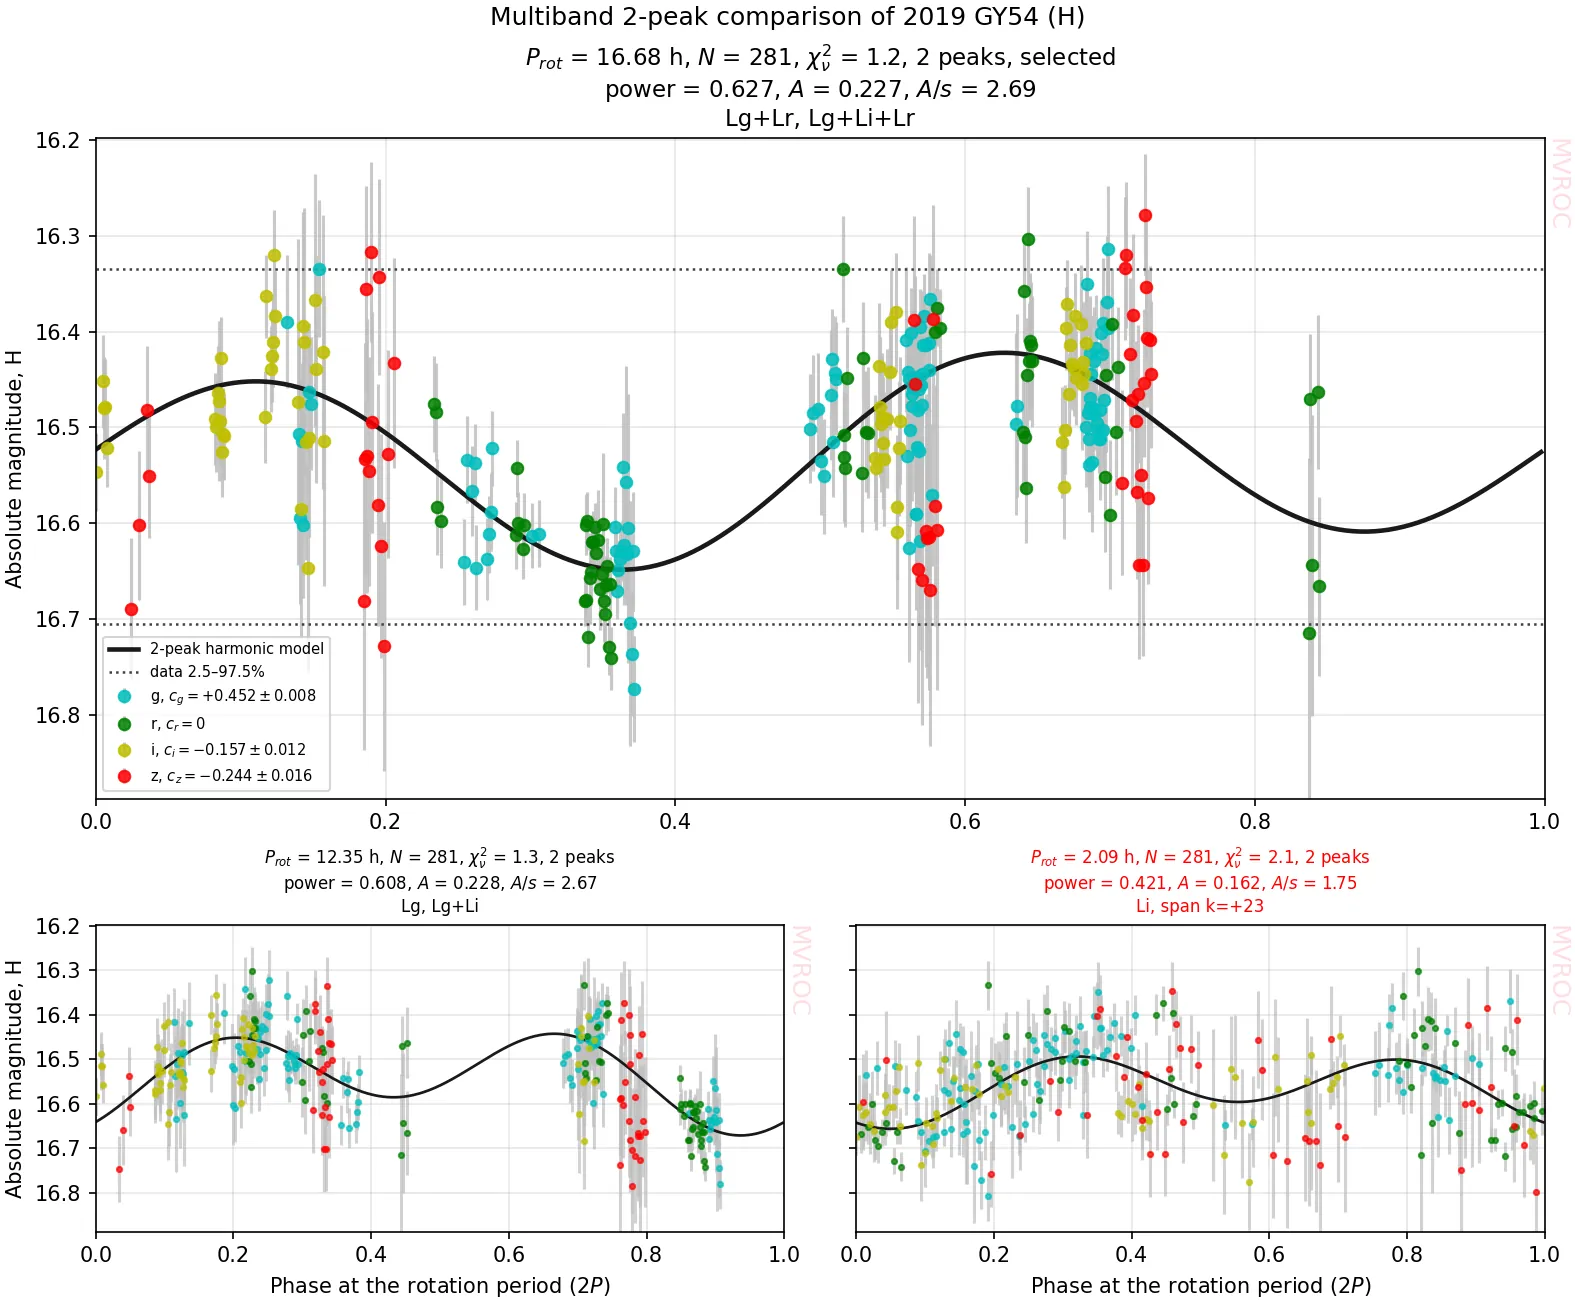 Multiband 2-peak comparison of 2019 GY54 (H)
P_rot = 16.68 h, N = 281, χ²_ν = 1.2, 2 peaks, selected
power = 0.627, A = 0.227, A/s = 2.69
Lg+Lr, Lg+Li+Lr
16.2
16.3
16.4
16.5
16.6
16.7
16.8
Absolute magnitude, H
MVROC
2-peak harmonic model
data 2.5–97.5%
g, c_g = +0.452 ± 0.008
r, c_r = 0
i, c_i = −0.157 ± 0.012
z, c_z = −0.244 ± 0.016
0.0 0.2 0.4 0.6 0.8 1.0
P_rot = 12.35 h, N = 281, χ²_ν = 1.3, 2 peaks
power = 0.608, A = 0.228, A/s = 2.67
Lg, Lg+Li
16.2
16.3
16.4
16.5
16.6
16.7
16.8
Absolute magnitude, H
MVROC
0.0 0.2 0.4 0.6 0.8 1.0
Phase at the rotation period (2P)
P_rot = 2.09 h, N = 281, χ²_ν = 2.1, 2 peaks
power = 0.421, A = 0.162, A/s = 1.75
Li, span k=+23
MVROC
0.0 0.2 0.4 0.6 0.8 1.0
Phase at the rotation period (2P)